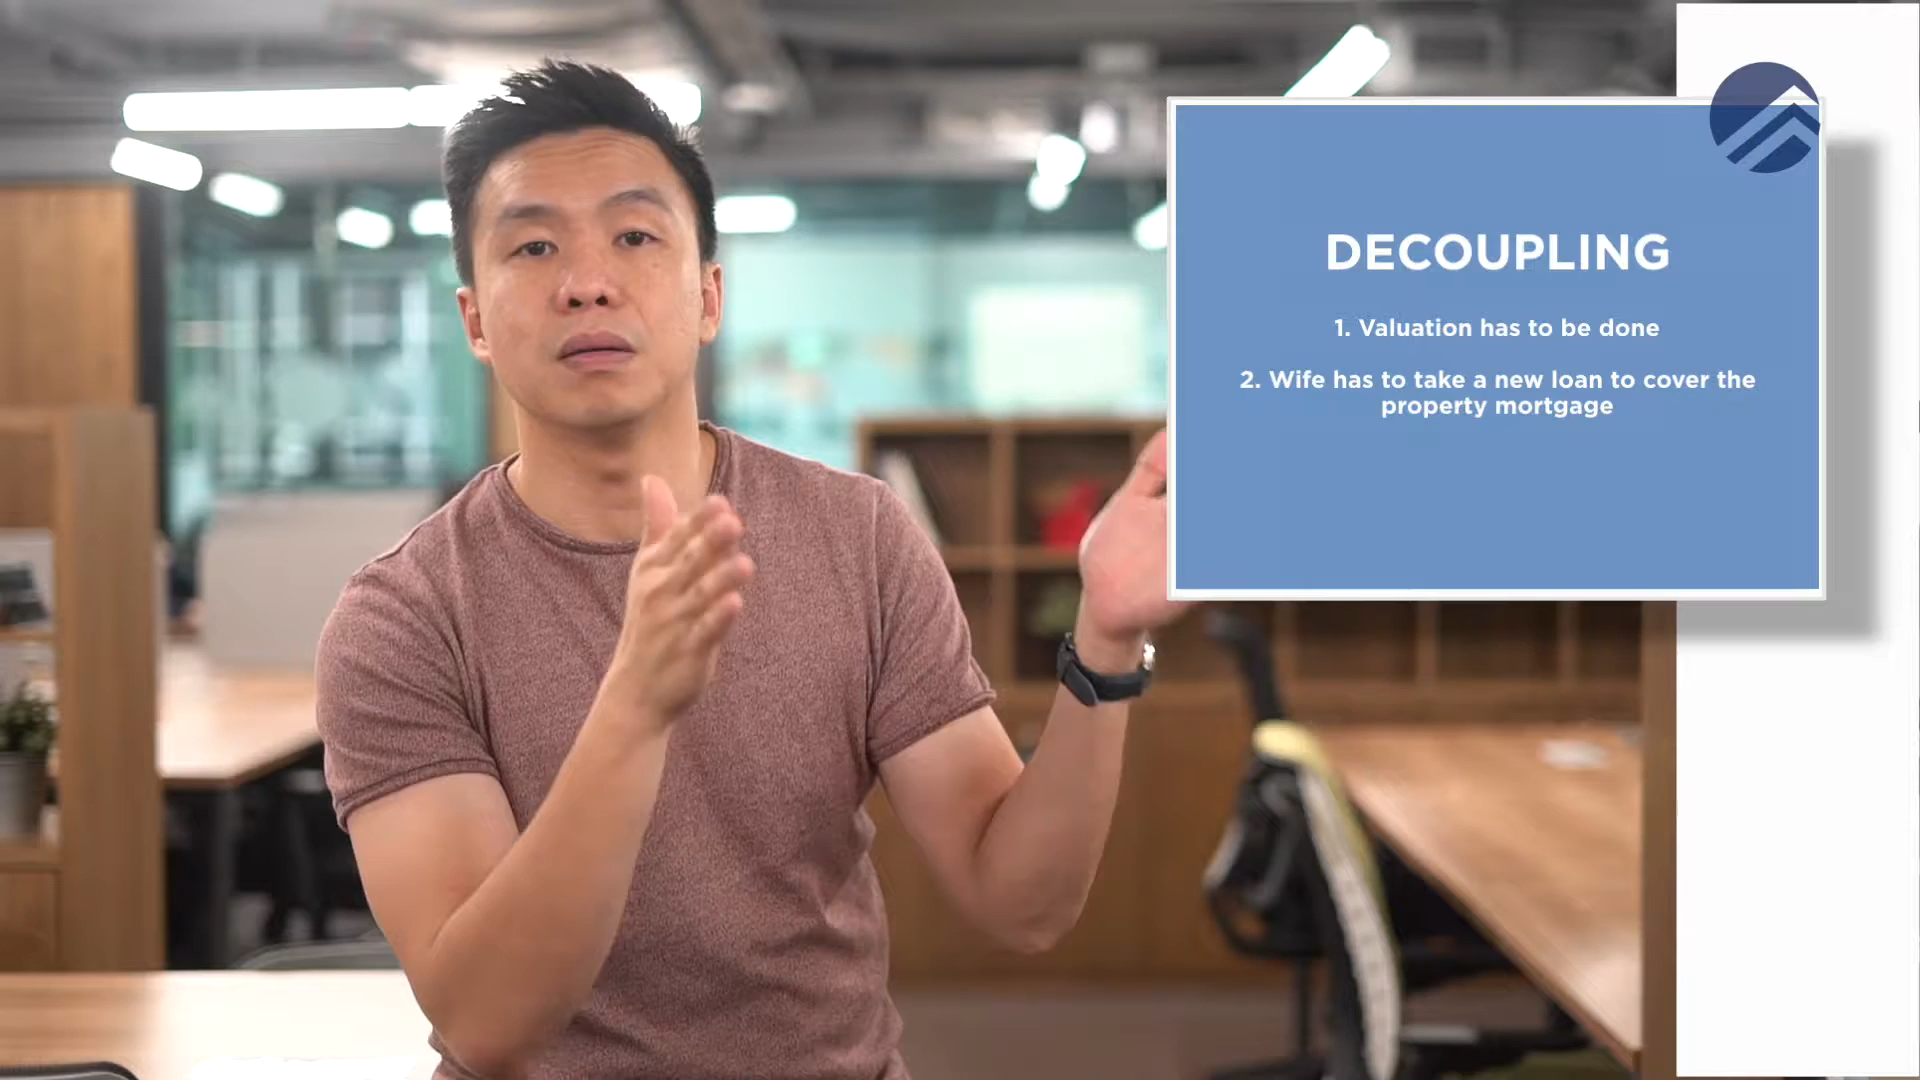 DECOUPLING
1. Valuation has to be done
2. Wife has to take a new loan to cover the
property mortgage